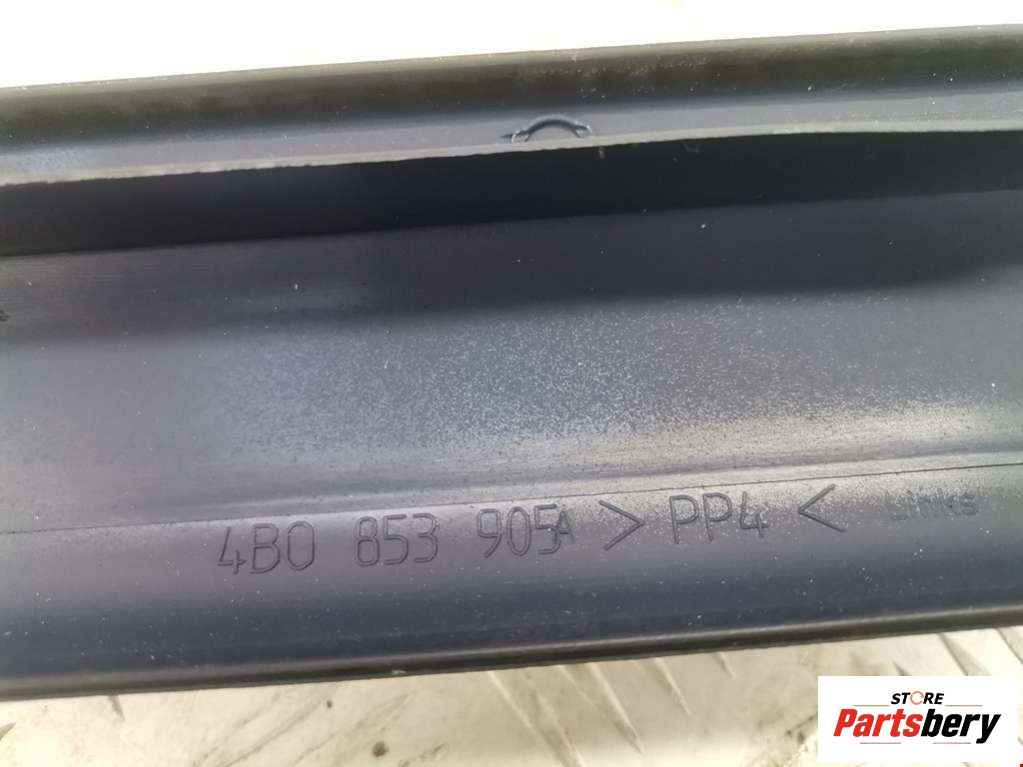 4B0 853 905A >PP4< Links
STORE
Partsbery